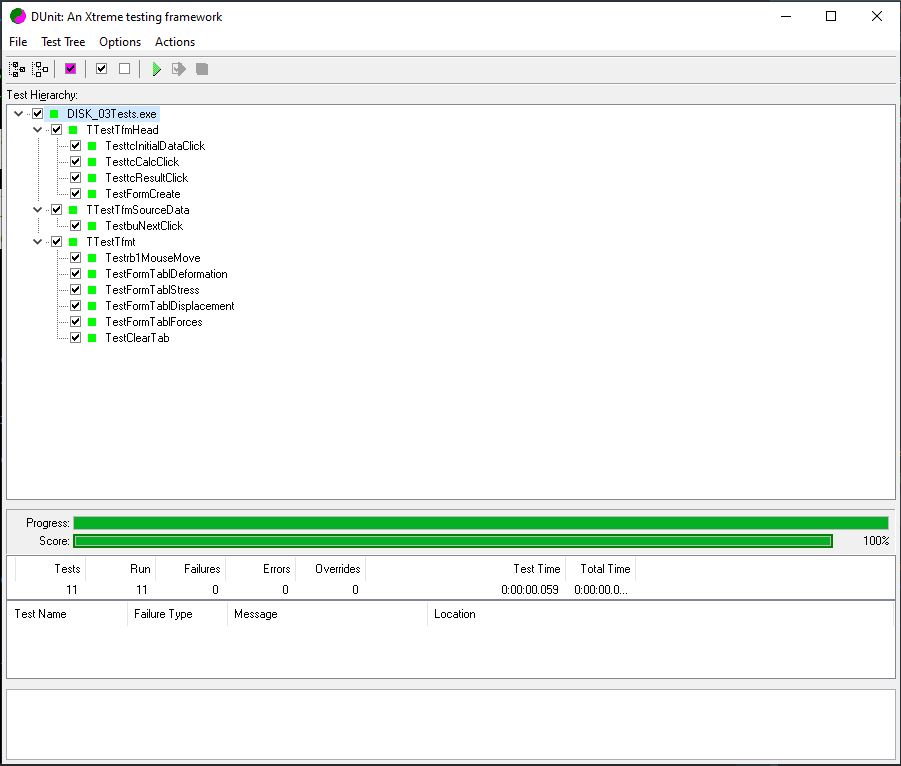 DUnit: An Xtreme testing framework
File Test Tree Options Actions
Test Hierarchy:
DISK_03Tests.exe
TTestTfmHead
TesttcInitialDataClick
TesttcCalcClick
TesttcResultClick
TestFormCreate
TTestTfmSourceData
TestbuNextClick
TTestTfmt
Testrb1MouseMove
TestFormTablDeformation
TestFormTablStress
TestFormTablDisplacement
TestFormTablForces
TestClearTab
Progress:
Score: 100%
Tests Run Failures Errors Overrides Test Time Total Time
11 11 0 0 0 0:00:00.059 0:00:00.0...
Test Name Failure Type Message Location